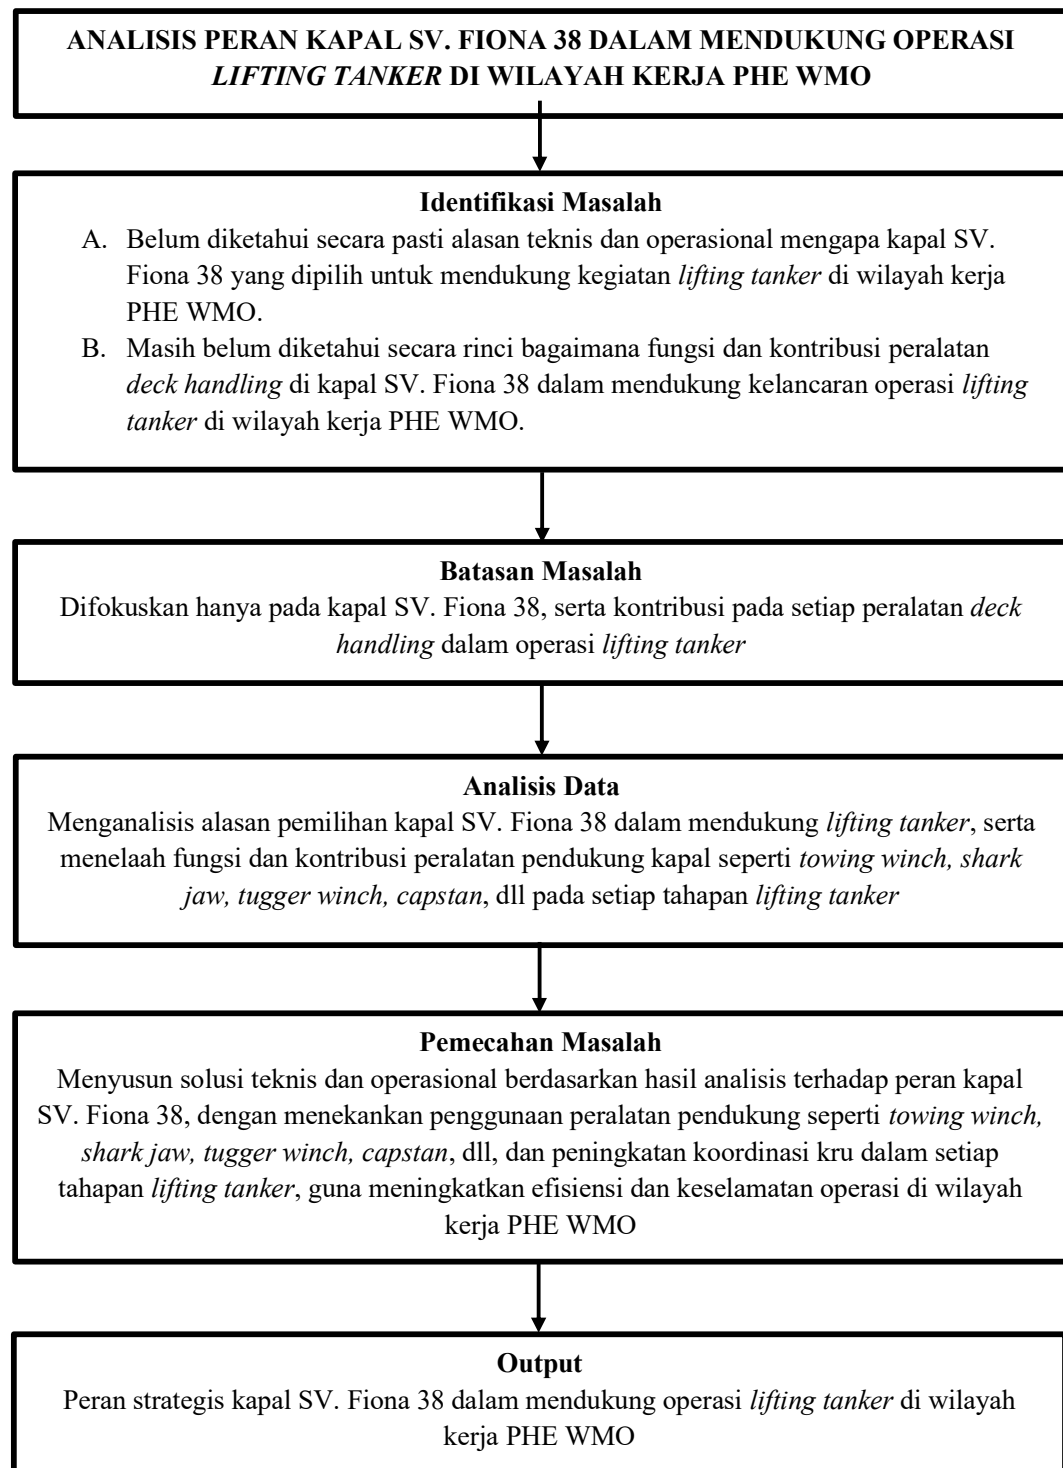 ANALISIS PERAN KAPAL SV. FIONA 38 DALAM MENDUKUNG OPERASI
LIFTING TANKER DI WILAYAH KERJA PHE WMO
Identifikasi Masalah
A. Belum diketahui secara pasti alasan teknis dan operasional mengapa kapal SV.
Fiona 38 yang dipilih untuk mendukung kegiatan lifting tanker di wilayah kerja
PHE WMO.
B. Masih belum diketahui secara rinci bagaimana fungsi dan kontribusi peralatan
deck handling di kapal SV. Fiona 38 dalam mendukung kelancaran operasi lifting
tanker di wilayah kerja PHE WMO.
Batasan Masalah
Difokuskan hanya pada kapal SV. Fiona 38, serta kontribusi pada setiap peralatan deck
handling dalam operasi lifting tanker
Analisis Data
Menganalisis alasan pemilihan kapal SV. Fiona 38 dalam mendukung lifting tanker, serta
menelaah fungsi dan kontribusi peralatan pendukung kapal seperti towing winch, shark
jaw, tugger winch, capstan, dll pada setiap tahapan lifting tanker
Pemecahan Masalah
Menyusun solusi teknis dan operasional berdasarkan hasil analisis terhadap peran kapal
SV. Fiona 38, dengan menekankan penggunaan peralatan pendukung seperti towing winch,
shark jaw, tugger winch, capstan, dll, dan peningkatan koordinasi kru dalam setiap
tahapan lifting tanker, guna meningkatkan efisiensi dan keselamatan operasi di wilayah
kerja PHE WMO
Output
Peran strategis kapal SV. Fiona 38 dalam mendukung operasi lifting tanker di wilayah
kerja PHE WMO